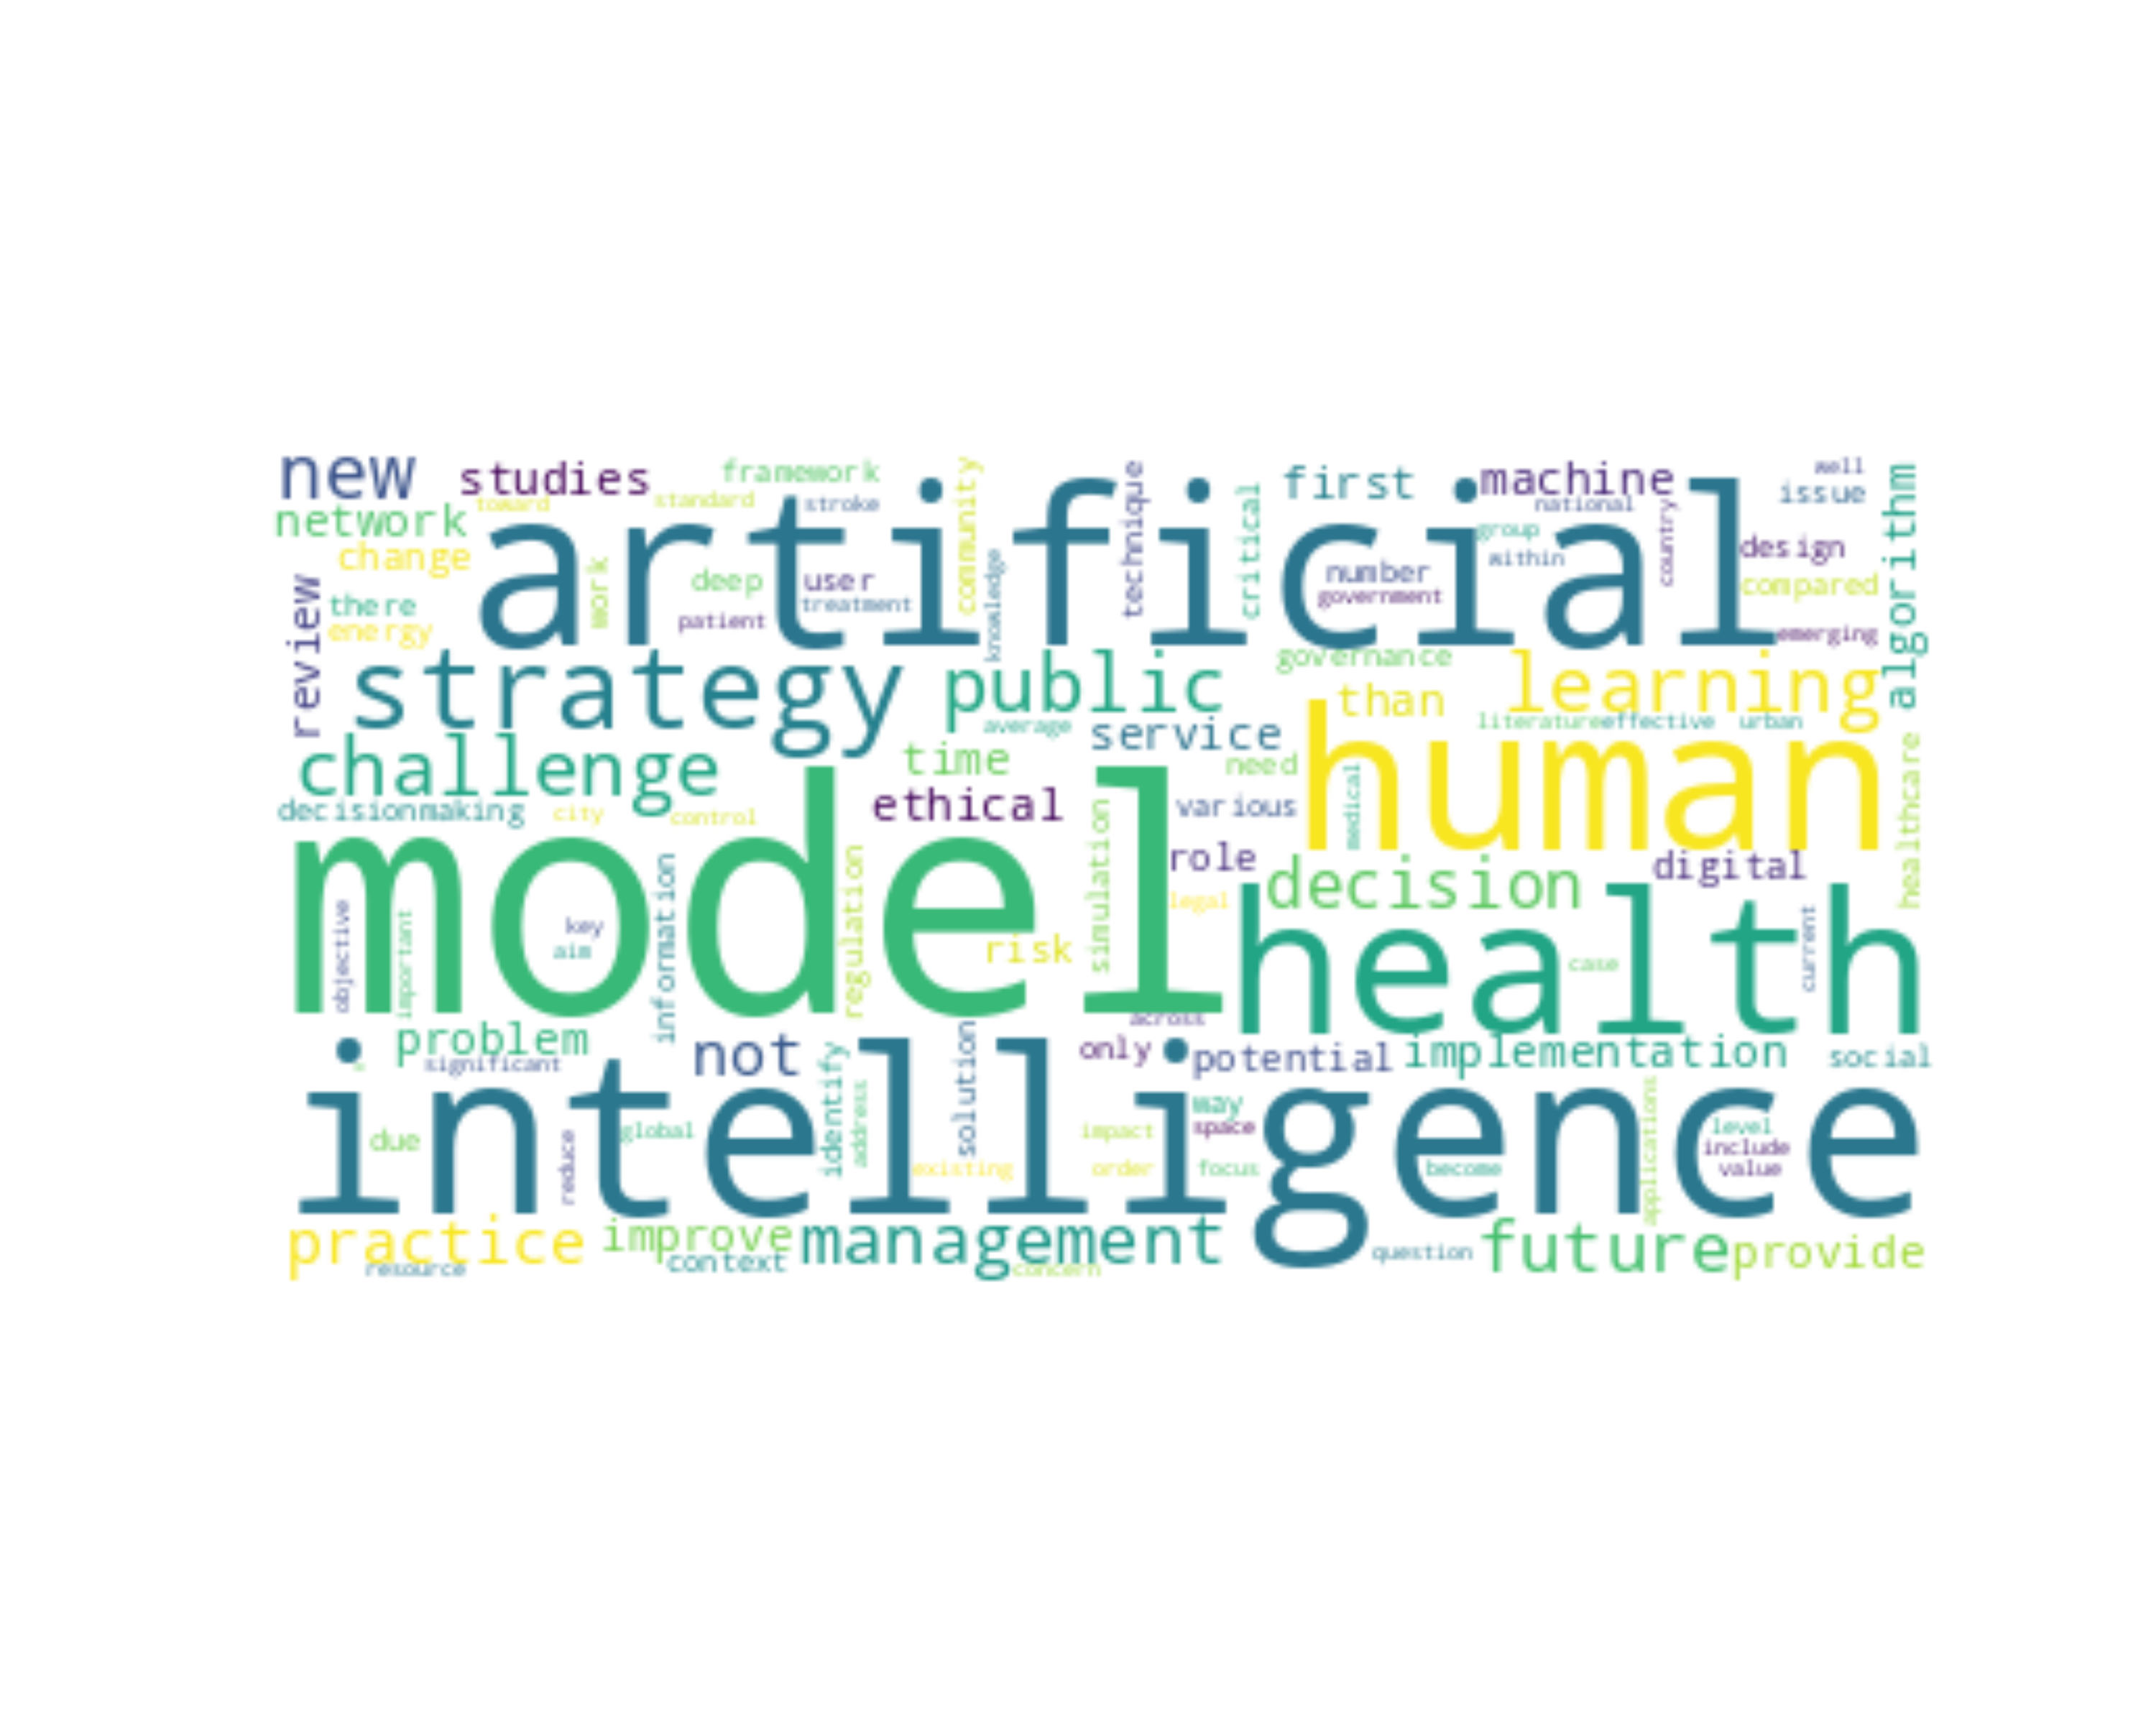 new studies framework community technique first machine well
toward standard stroke national issue
network critical group country algorithm
change knowledge within design
work deep user number compared
review there treatment government
energy patient emerging
strategy artificial public governance learning
than
average service literature effective urban
challenge time need human
decisionmaking city control ethical various medical healthcare
simulation role digital
model regulation legal decision
objective important key information risk health case current
aim
across
problem not only potential implementation social
significant identify solution
intelligence address way applications
due global impact space level
reduce existing order focus become include
value
practice improve management question future provide
resource context concern